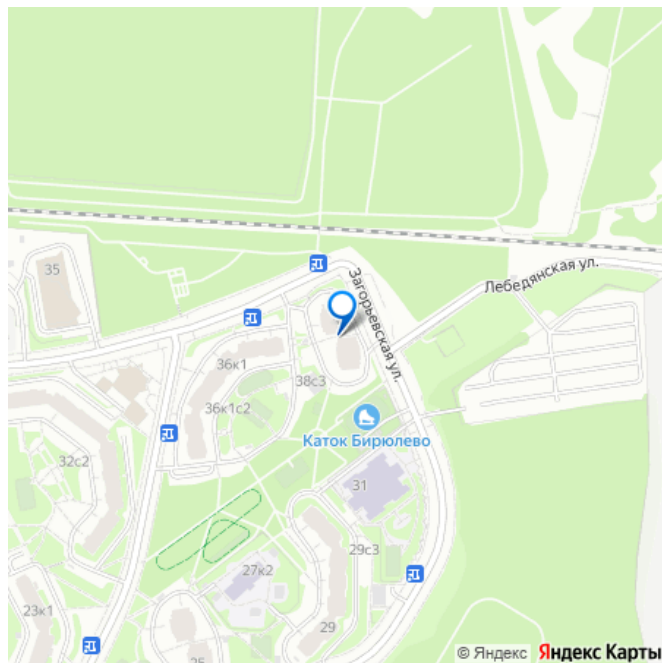 35
Загорьевская ул.
Лебедянская ул.
36к1
38с3
36к1с2
Каток Бирюлево
32с2
31
29с3
27к2
23к1
29
25
© Яндекс Яндекс Карты